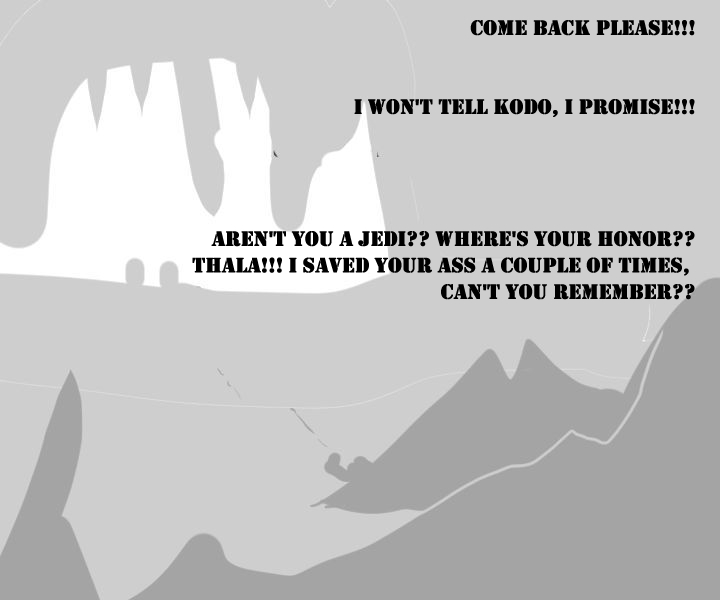 COME BACK PLEASE!!!
I WON'T TELL KODO, I PROMISE!!!
AREN'T YOU A JEDI?? WHERE'S YOUR HONOR??
THALA!!! I SAVED YOUR ASS A COUPLE OF TIMES,
CAN'T YOU REMEMBER??